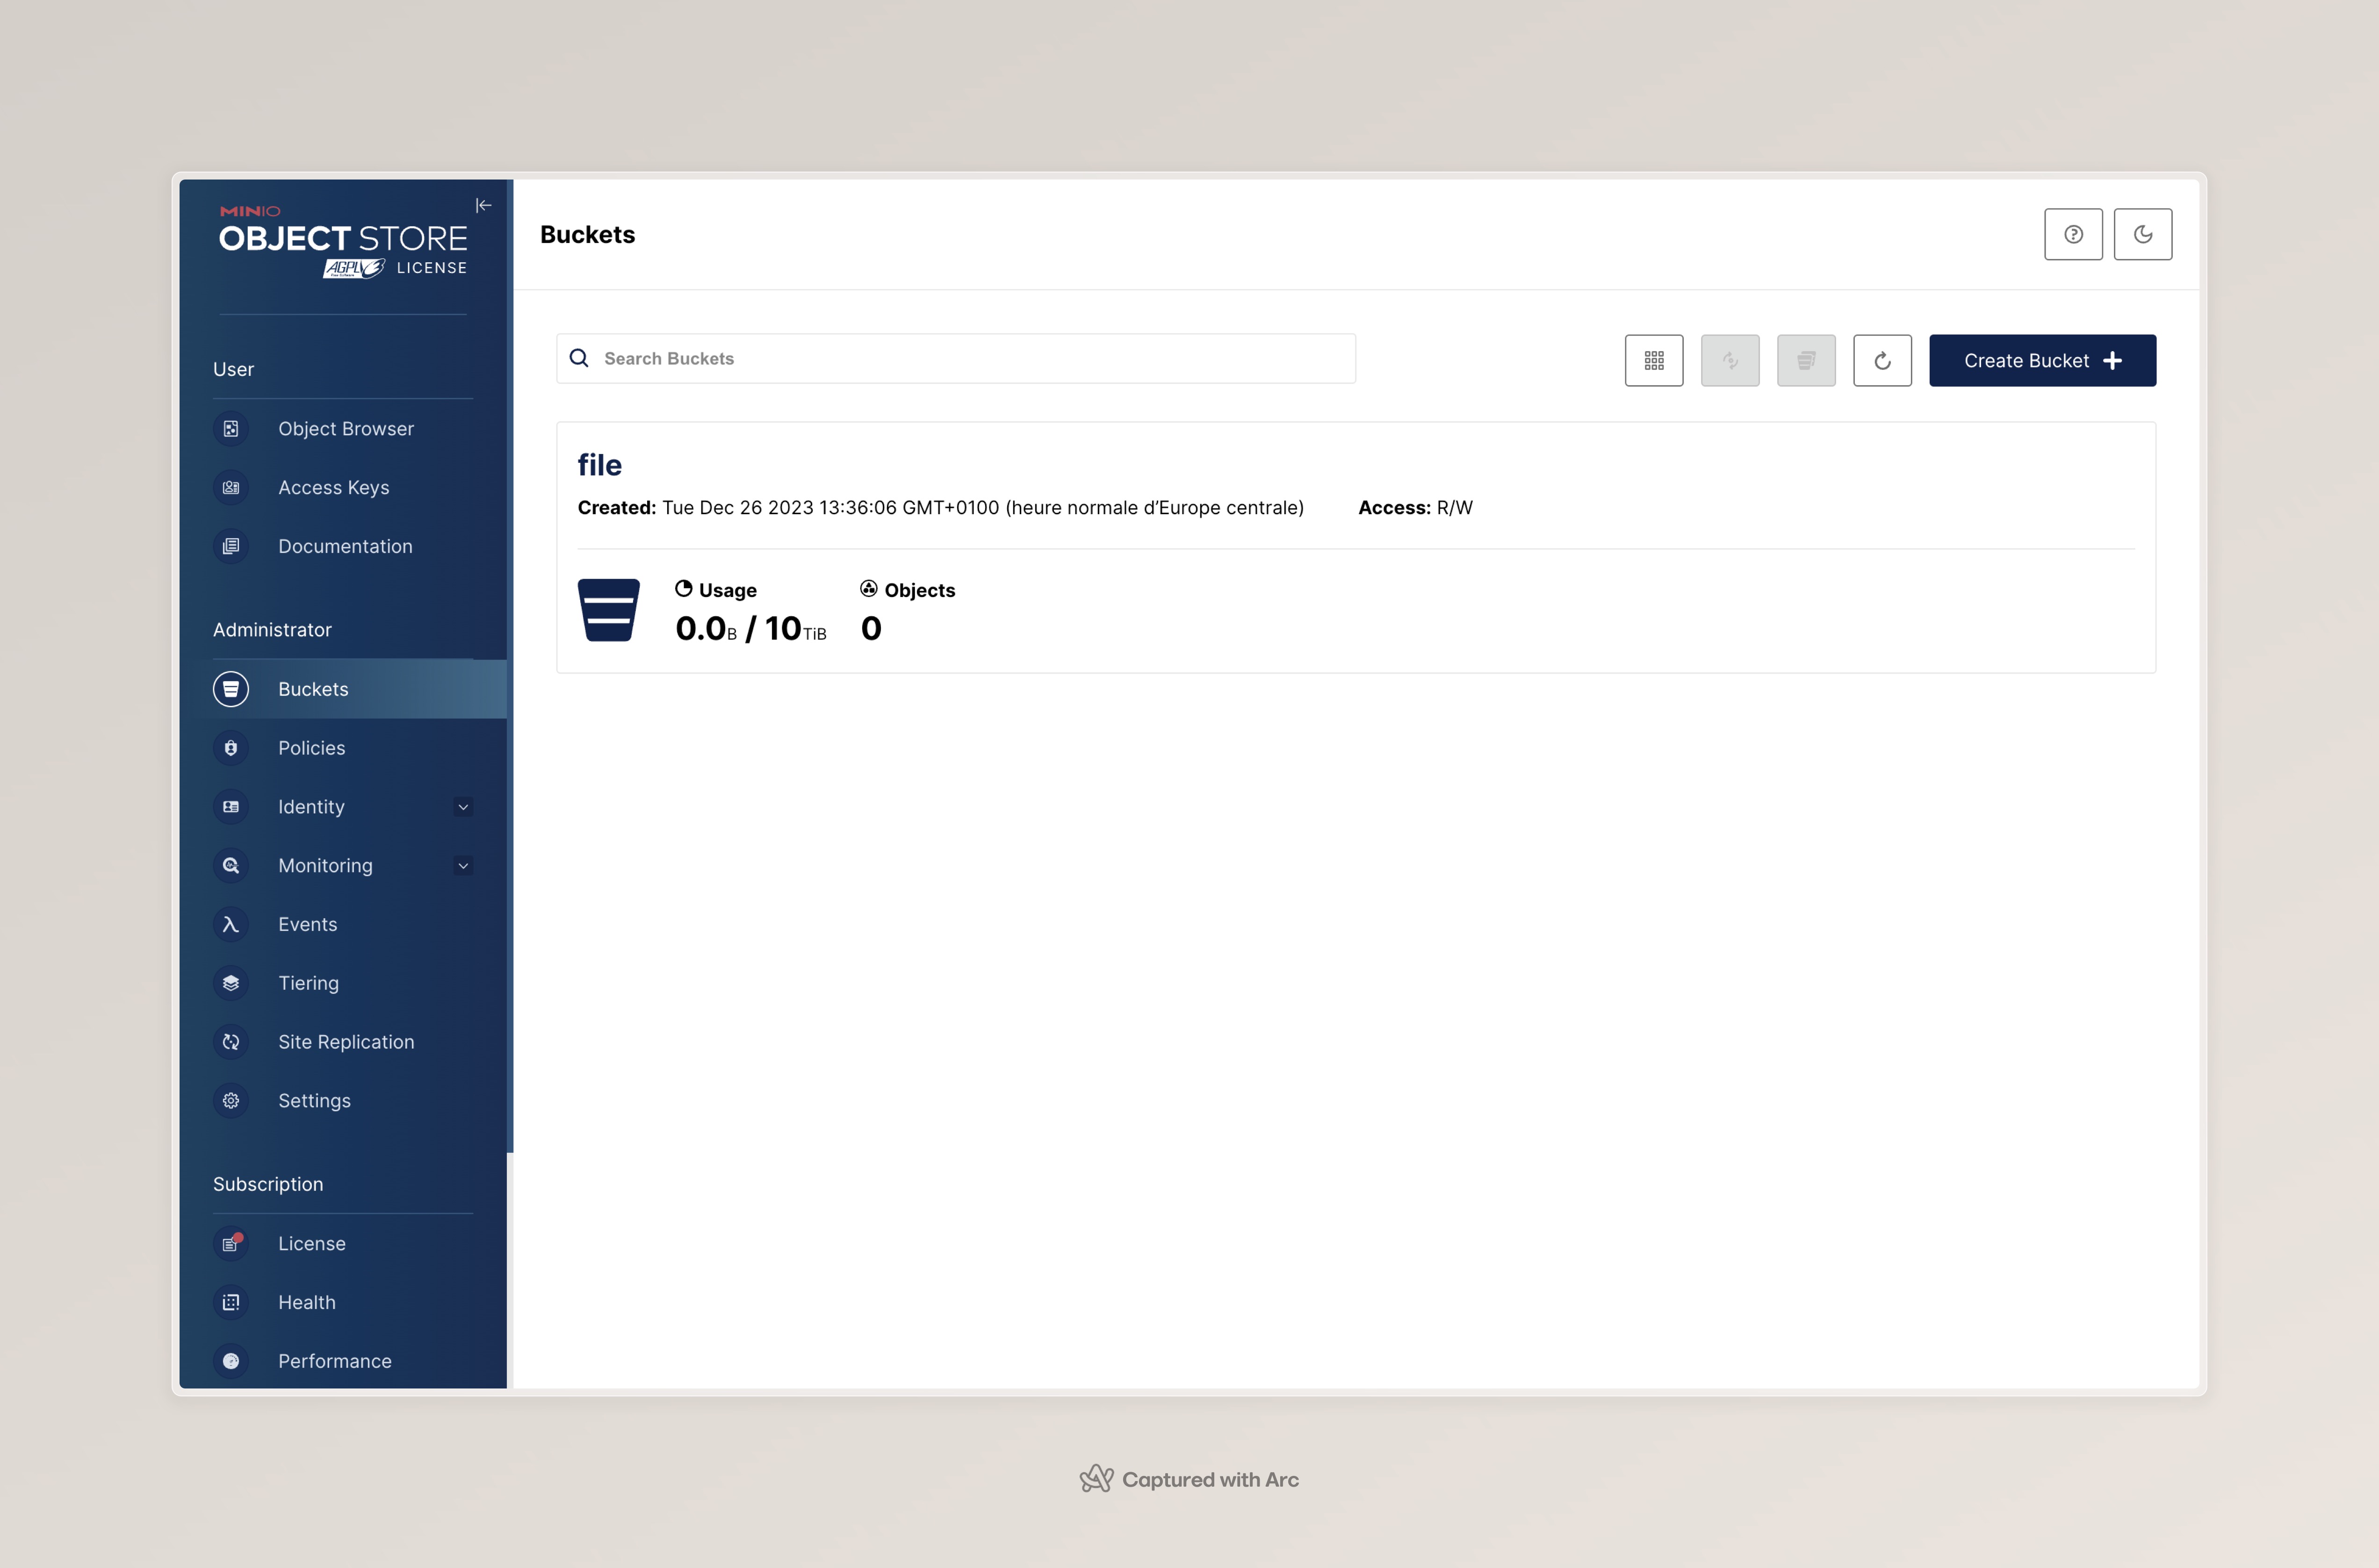 MINIO
OBJECT STORE
AGPLv3 LICENSE
User
Object Browser
Access Keys
Documentation
Administrator
Buckets
Policies
Identity
Monitoring
Events
Tiering
Site Replication
Settings
Subscription
License
Health
Performance
Buckets
Search Buckets
Create Bucket
file
Created: Tue Dec 26 2023 13:36:06 GMT+0100 (heure normale d’Europe centrale) Access: R/W
Usage Objects
0.0B / 10TiB 0
Captured with Arc